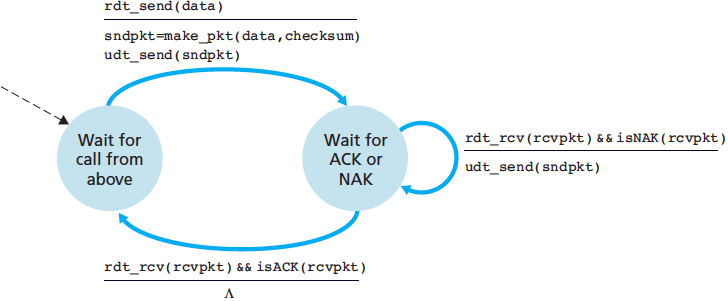 rdt_send(data)
sndpkt=make_pkt(data,checksum)
udt_send(sndpkt)
Wait for
call from
above
Wait for
ACK or
NAK
rdt_rcv(rcvpkt)&&isNAK(rcvpkt)
udt_send(sndpkt)
rdt_rcv(rcvpkt)&&isACK(rcvpkt)
Λ